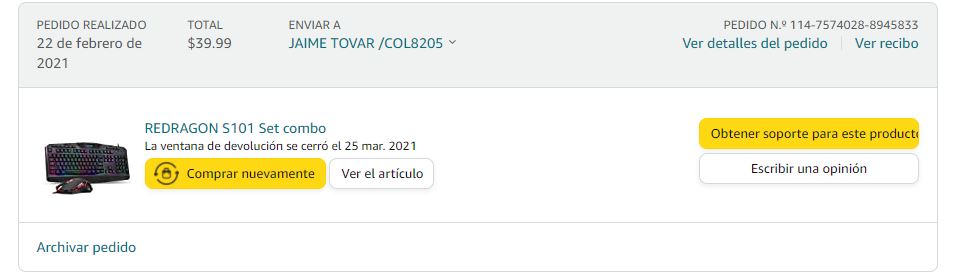 PEDIDO REALIZADO
22 de febrero de
2021
TOTAL
$39.99
ENVIAR A
JAIME TOVAR /COL8205
PEDIDO N.º 114-7574028-8945833
Ver detalles del pedido Ver recibo
REDRAGON S101 Set combo
La ventana de devolución se cerró el 25 mar. 2021
Comprar nuevamente
Ver el artículo
Obtener soporte para este producto
Escribir una opinión
Archivar pedido